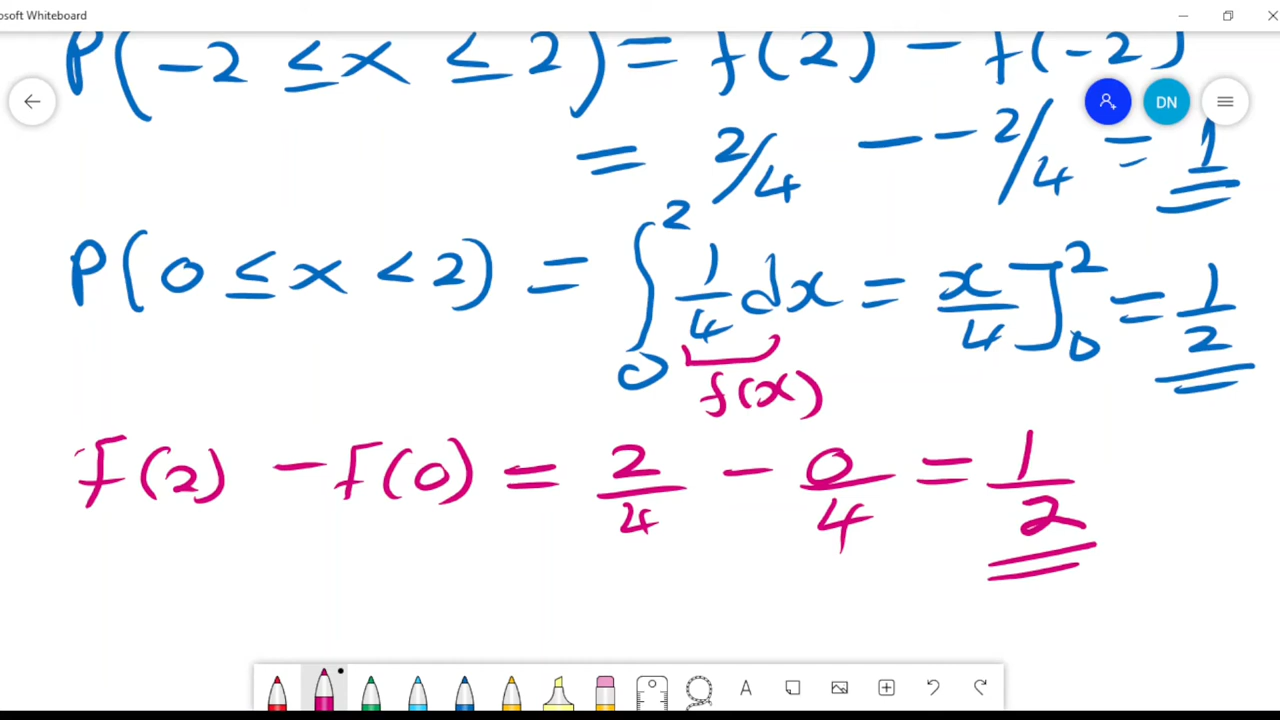 osoft Whiteboard
P(-2 ≤ x ≤ 2) = f(2) - f(-2)
DN
= 2/4 - -2/4 = 1
P(0 ≤ x < 2) = ∫₀² 1/4 dx = x/4 ]₀² = 1/2
f(x)
F(2) - F(0) = 2/4 - 0/4 = 1/2
A